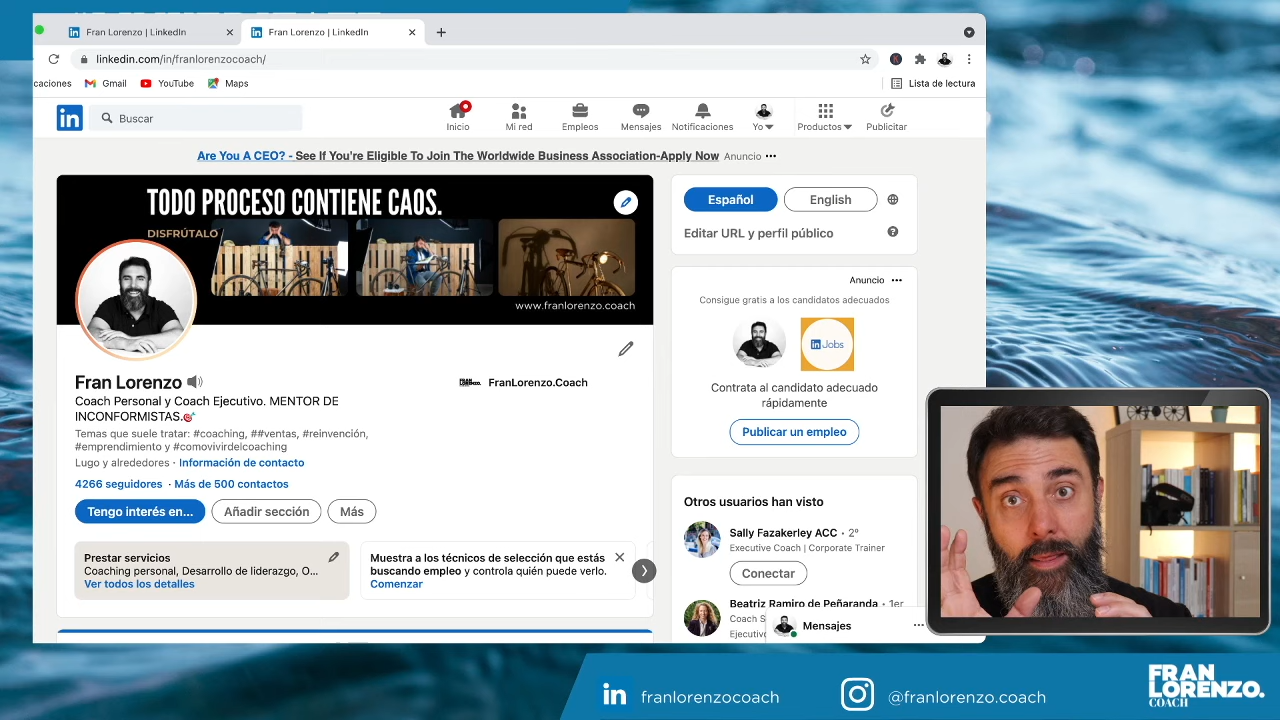 Fran Lorenzo | LinkedIn
Fran Lorenzo | LinkedIn
linkedin.com/in/franlorenzocoach/
caciones
Gmail
YouTube
Maps
Lista de lectura
in
Buscar
Inicio
Mi red
Empleos
Mensajes
Notificaciones
Yo
Productos
Publicitar
Are You A CEO? - See If You're Eligible To Join The Worldwide Business Association-Apply Now Anuncio
TODO PROCESO CONTIENE CAOS.
DISFRÚTALO
www.franlorenzo.coach
Fran Lorenzo
FranLorenzo.Coach
Coach Personal y Coach Ejecutivo. MENTOR DE
INCONFORMISTAS.
Temas que suele tratar: #coaching, ##ventas, #reinvención,
#emprendimiento y #comovivirdelcoaching
Lugo y alrededores · Información de contacto
4266 seguidores · Más de 500 contactos
Tengo interés en...
Añadir sección
Más
Prestar servicios
Coaching personal, Desarrollo de liderazgo, O...
Ver todos los detalles
Muestra a los técnicos de selección que estás
buscando empleo y controla quién puede verlo.
Comenzar
Español
English
Editar URL y perfil público
Anuncio
Consigue gratis a los candidatos adecuados
in Jobs
Contrata al candidato adecuado
rápidamente
Publicar un empleo
Otros usuarios han visto
Sally Fazakerley ACC · 2º
Executive Coach | Corporate Trainer
Conectar
Beatriz Ramiro de Peñaranda · 1er
Coach S
Ejecutiv
Mensajes
in franlorenzocoach
@franlorenzo.coach
FRAN
LORENZO.
COACH